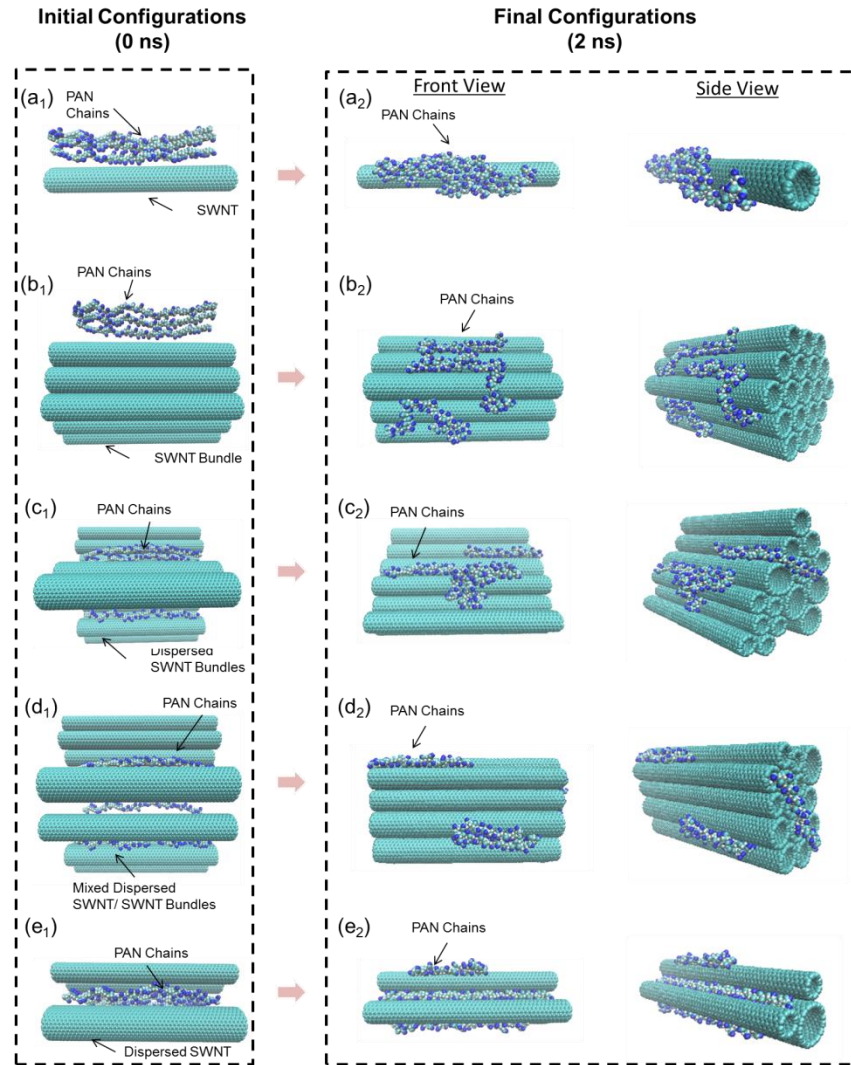 Initial Configurations
(0 ns)
Final Configurations
(2 ns)
(a1)
PAN
Chains
SWNT
(a2)
Front View
Side View
PAN Chains
(b1)
PAN Chains
SWNT Bundle
(b2)
PAN Chains
(c1)
PAN Chains
Dispersed
SWNT Bundles
(c2)
PAN Chains
(d1)
PAN Chains
Mixed Dispersed
SWNT/ SWNT Bundles
(d2)
PAN Chains
(e1)
PAN Chains
Dispersed SWNT
(e2)
PAN Chains